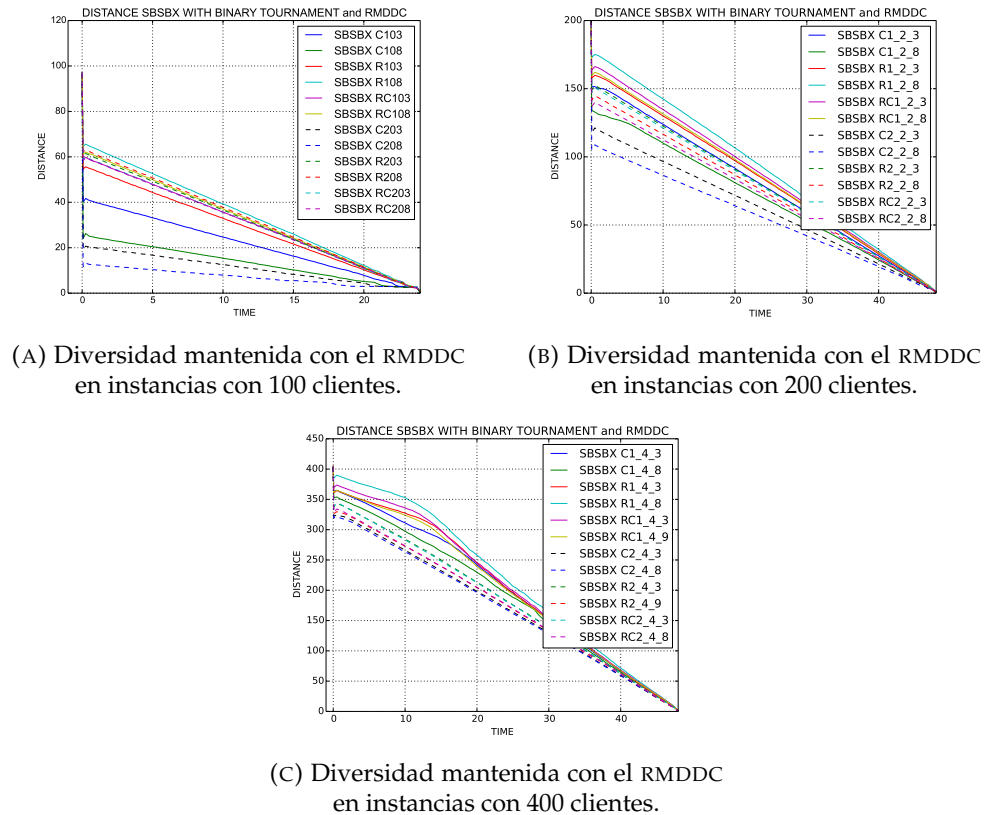 DISTANCE SBSBX WITH BINARY TOURNAMENT and RMDDC
120
100
80
60
40
20
0
DISTANCE
0 5 10 15 20
TIME
SBSBX C103
SBSBX C108
SBSBX R103
SBSBX R108
SBSBX RC103
SBSBX RC108
SBSBX C203
SBSBX C208
SBSBX R203
SBSBX R208
SBSBX RC203
SBSBX RC208
(A) Diversidad mantenida con el RMDDC
en instancias con 100 clientes.
DISTANCE SBSBX WITH BINARY TOURNAMENT and RMDDC
200
150
100
50
0
DISTANCE
0 10 20 30 40
TIME
SBSBX C1_2_3
SBSBX C1_2_8
SBSBX R1_2_3
SBSBX R1_2_8
SBSBX RC1_2_3
SBSBX RC1_2_8
SBSBX C2_2_3
SBSBX C2_2_8
SBSBX R2_2_3
SBSBX R2_2_8
SBSBX RC2_2_3
SBSBX RC2_2_8
(B) Diversidad mantenida con el RMDDC
en instancias con 200 clientes.
DISTANCE SBSBX WITH BINARY TOURNAMENT and RMDDC
450
400
350
300
250
200
150
100
50
0
DISTANCE
0 10 20 30 40
TIME
SBSBX C1_4_3
SBSBX C1_4_8
SBSBX R1_4_3
SBSBX R1_4_8
SBSBX RC1_4_3
SBSBX RC1_4_9
SBSBX C2_4_3
SBSBX C2_4_8
SBSBX R2_4_3
SBSBX R2_4_9
SBSBX RC2_4_3
SBSBX RC2_4_8
(C) Diversidad mantenida con el RMDDC
en instancias con 400 clientes.